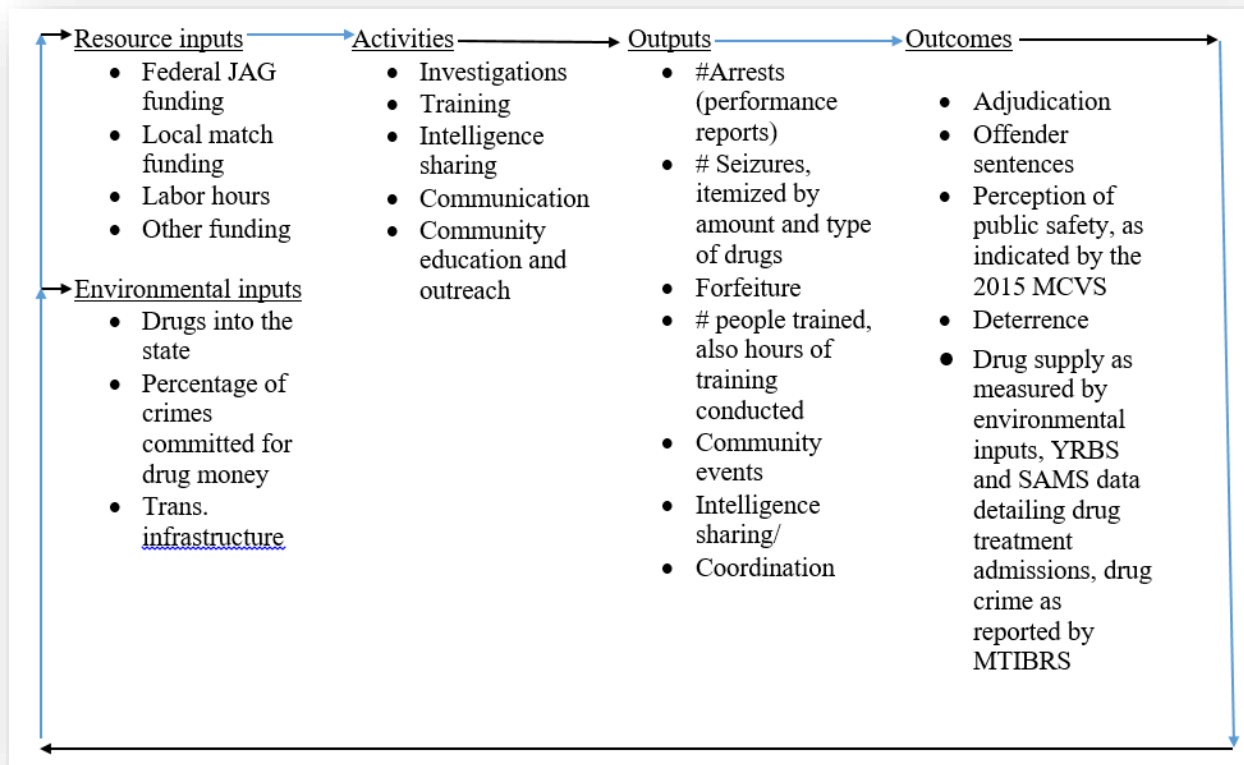 Resource inputs
• Federal JAG
funding
• Local match
funding
• Labor hours
• Other funding
Environmental inputs
• Drugs into the
state
• Percentage of
crimes
committed for
drug money
• Trans.
infrastructure
Activities
• Investigations
• Training
• Intelligence
sharing
• Communication
• Community
education and
outreach
Outputs
• #Arrests
(performance
reports)
• # Seizures,
itemized by
amount and type
of drugs
• Forfeiture
• # people trained,
also hours of
training
conducted
• Community
events
• Intelligence
sharing/
• Coordination
Outcomes
• Adjudication
• Offender
sentences
• Perception of
public safety, as
indicated by the
2015 MCVS
• Deterrence
• Drug supply as
measured by
environmental
inputs, YRBS
and SAMS data
detailing drug
treatment
admissions, drug
crime as
reported by
MTIBRS